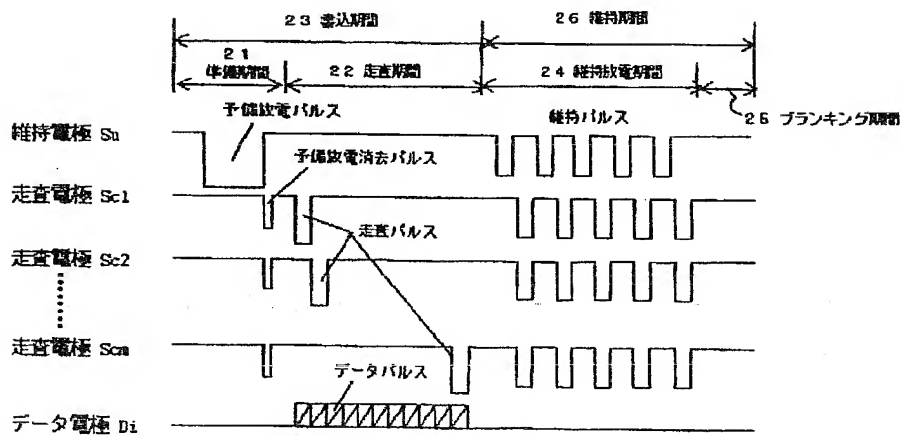 23 書込期間
26 維持期間
21
準備期間
22 走査期間
24 維持放電期間
25 ブランキング期間
予備放電パルス
維持パルス
維持電極 Su
予備放電消去パルス
走査電極 Sc1
走査パルス
走査電極 Sc2
走査電極 Scm
データパルス
データ電極 Di